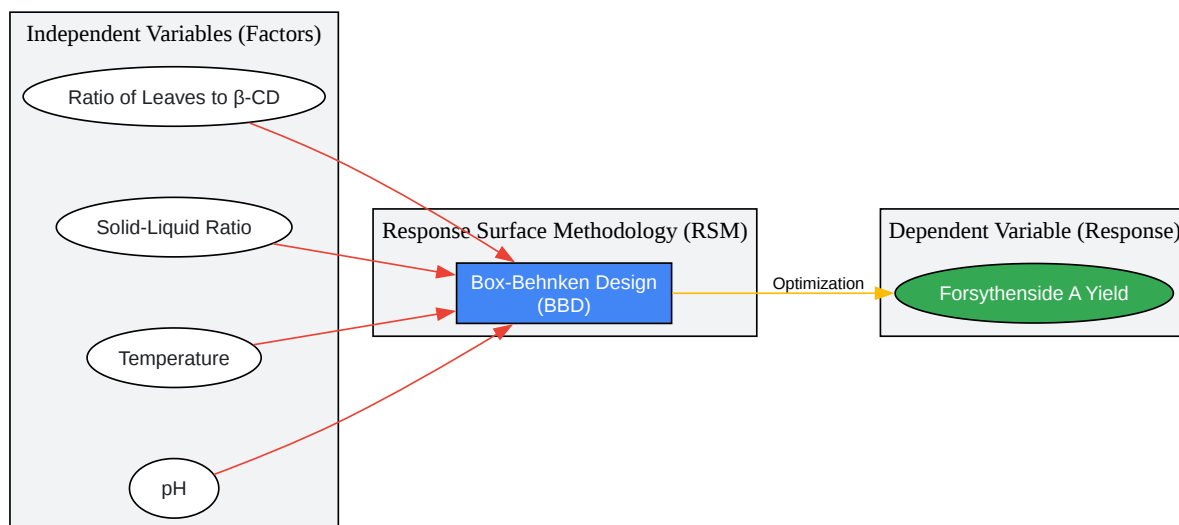 Independent Variables (Factors)
Ratio of Leaves to β-CD
Solid-Liquid Ratio
Temperature
pH
Response Surface Methodology (RSM)
Box-Behnken Design
(BBD)
Optimization
Dependent Variable (Response)
Forsythenside A Yield